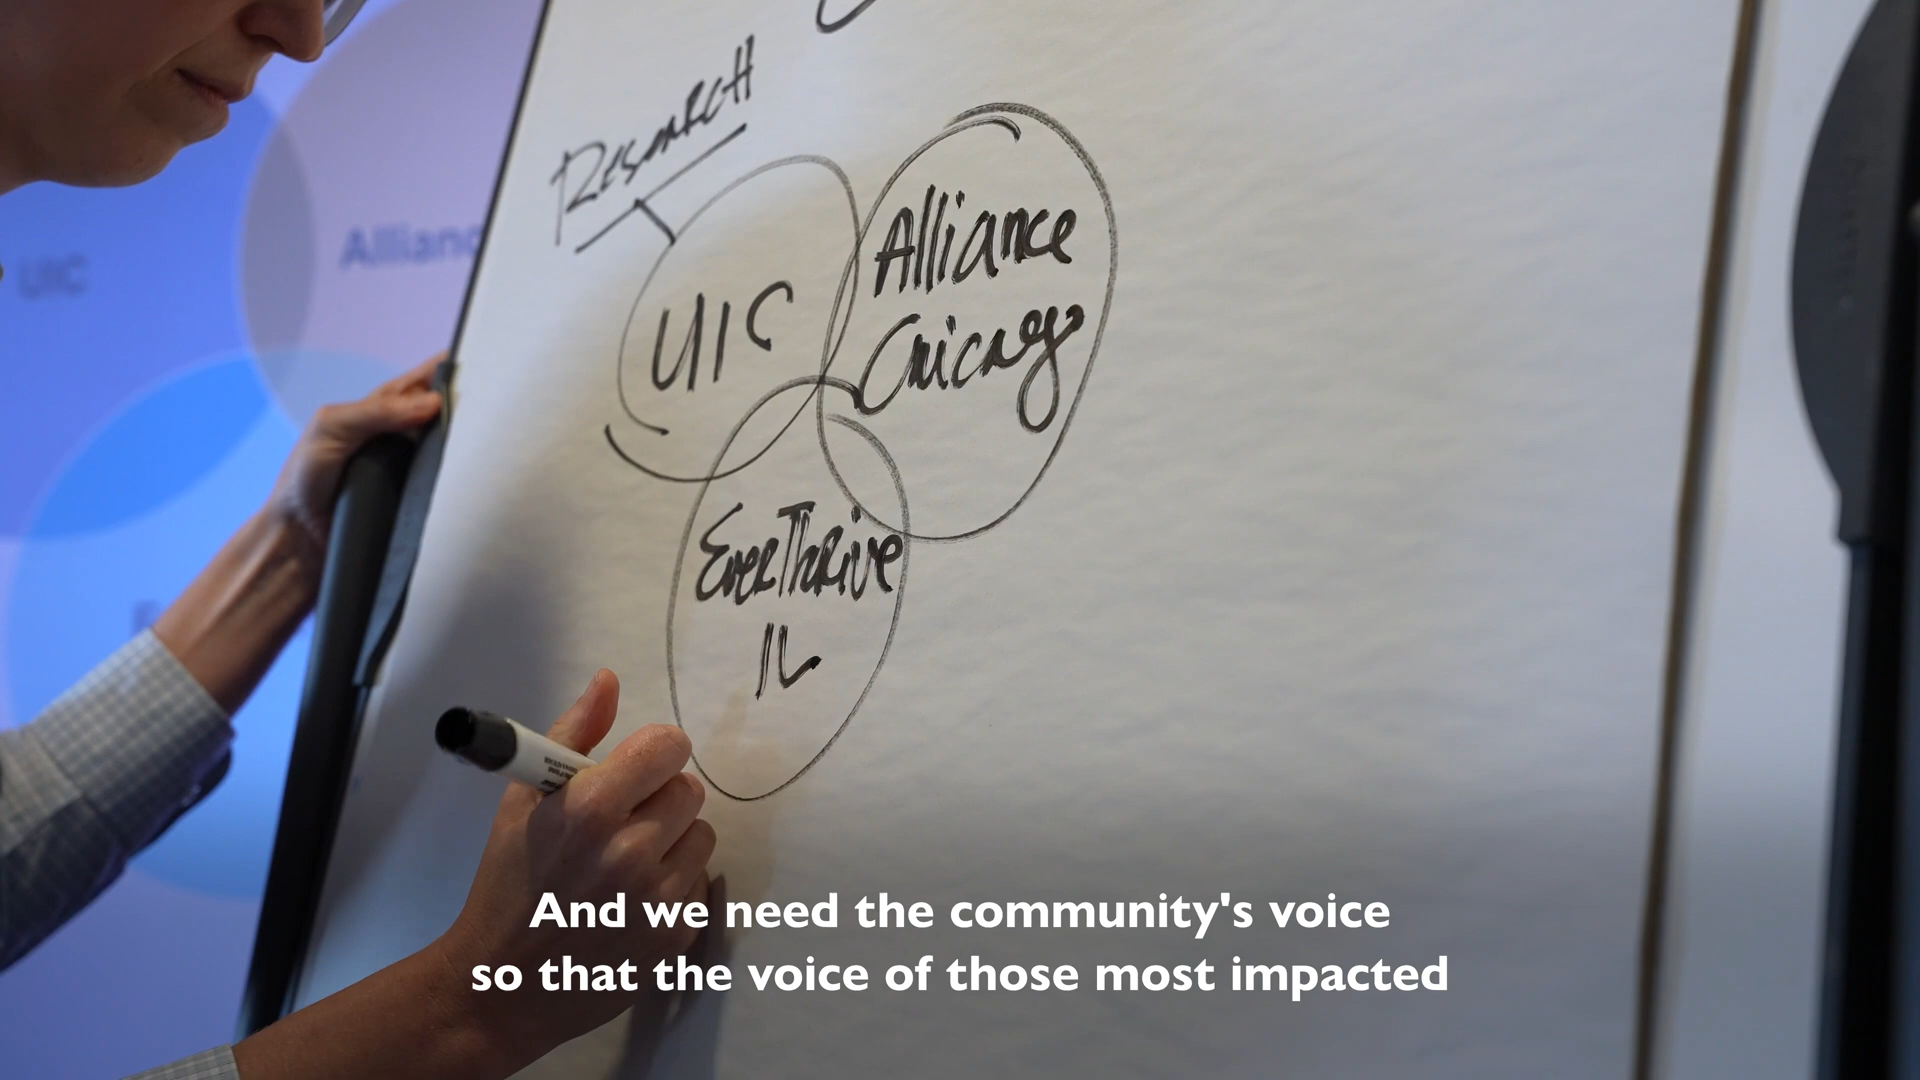 RESEARCH
UIC
Alliance
Chicago
EverThrive
IL
UIC
Allianc
And we need the community's voice
so that the voice of those most impacted